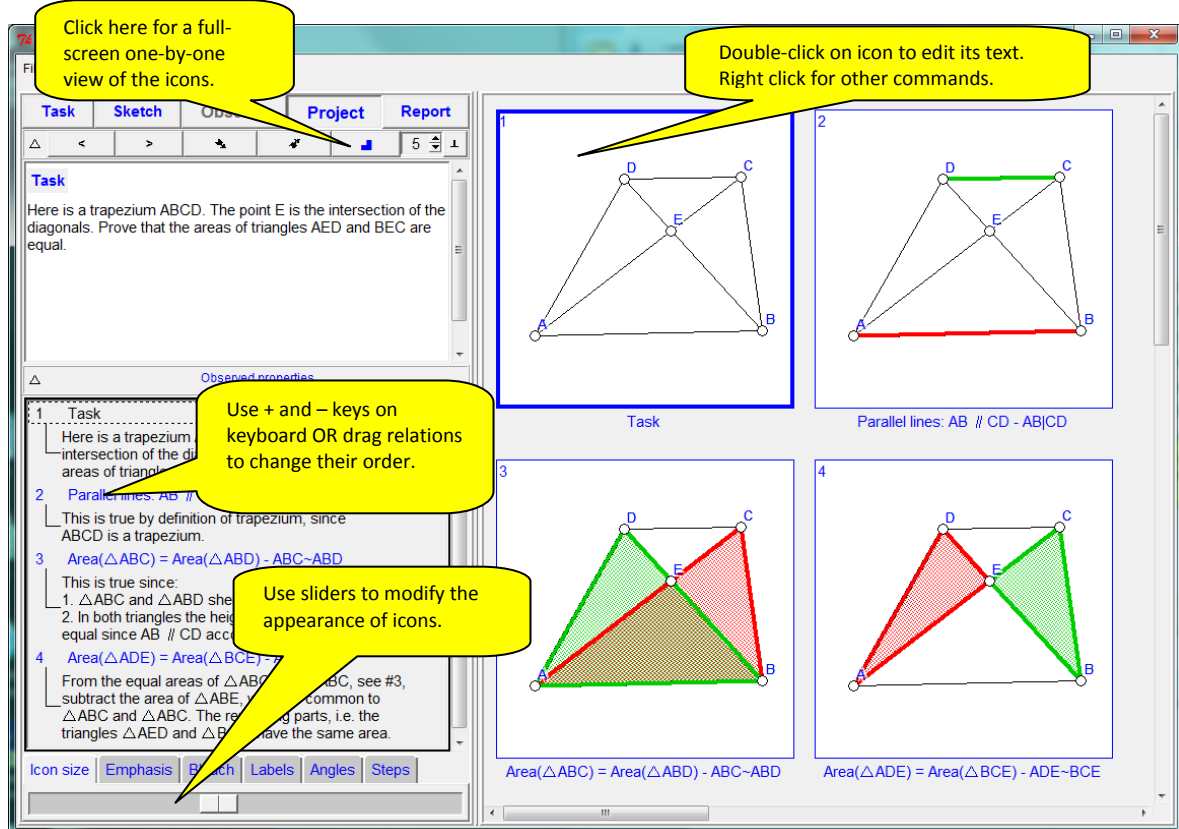 Click here for a full-
screen one-by-one
view of the icons.
Double-click on icon to edit its text.
Right click for other commands.
Task Sketch Project Report
< > 5
Task
Here is a trapezium ABCD. The point E is the intersection of the
diagonals. Prove that the areas of triangles AED and BEC are
equal.
Observed properties
Use + and – keys on
keyboard OR drag relations
to change their order.
1 Task
Here is a trapezium
intersection of the
areas of
2 Parallel lines: AB //
This is true by definition of trapezium, since
ABCD is a trapezium.
3 Area(△ABC) = Area(△ABD) - ABC~ABD
This is true since:
1. △ABC and △ABD
2. In both triangles the
equal since AB // CD
4 Area(△ADE) = Area(△BCE) -
From the equal areas of see #3,
subtract the area of △ABE, common to
△ABC and △ABC. The parts, i.e. the
triangles △AED and have the same area.
Use sliders to modify the
appearance of icons.
Icon size Emphasis Labels Angles Steps
1
D
C
E
A
B
Task
2
D
C
E
A
B
Parallel lines: AB // CD - AB|CD
3
D
C
E
A
B
Area(△ABC) = Area(△ABD) - ABC~ABD
4
D
C
E
A
B
Area(△ADE) = Area(△BCE) - ADE~BCE